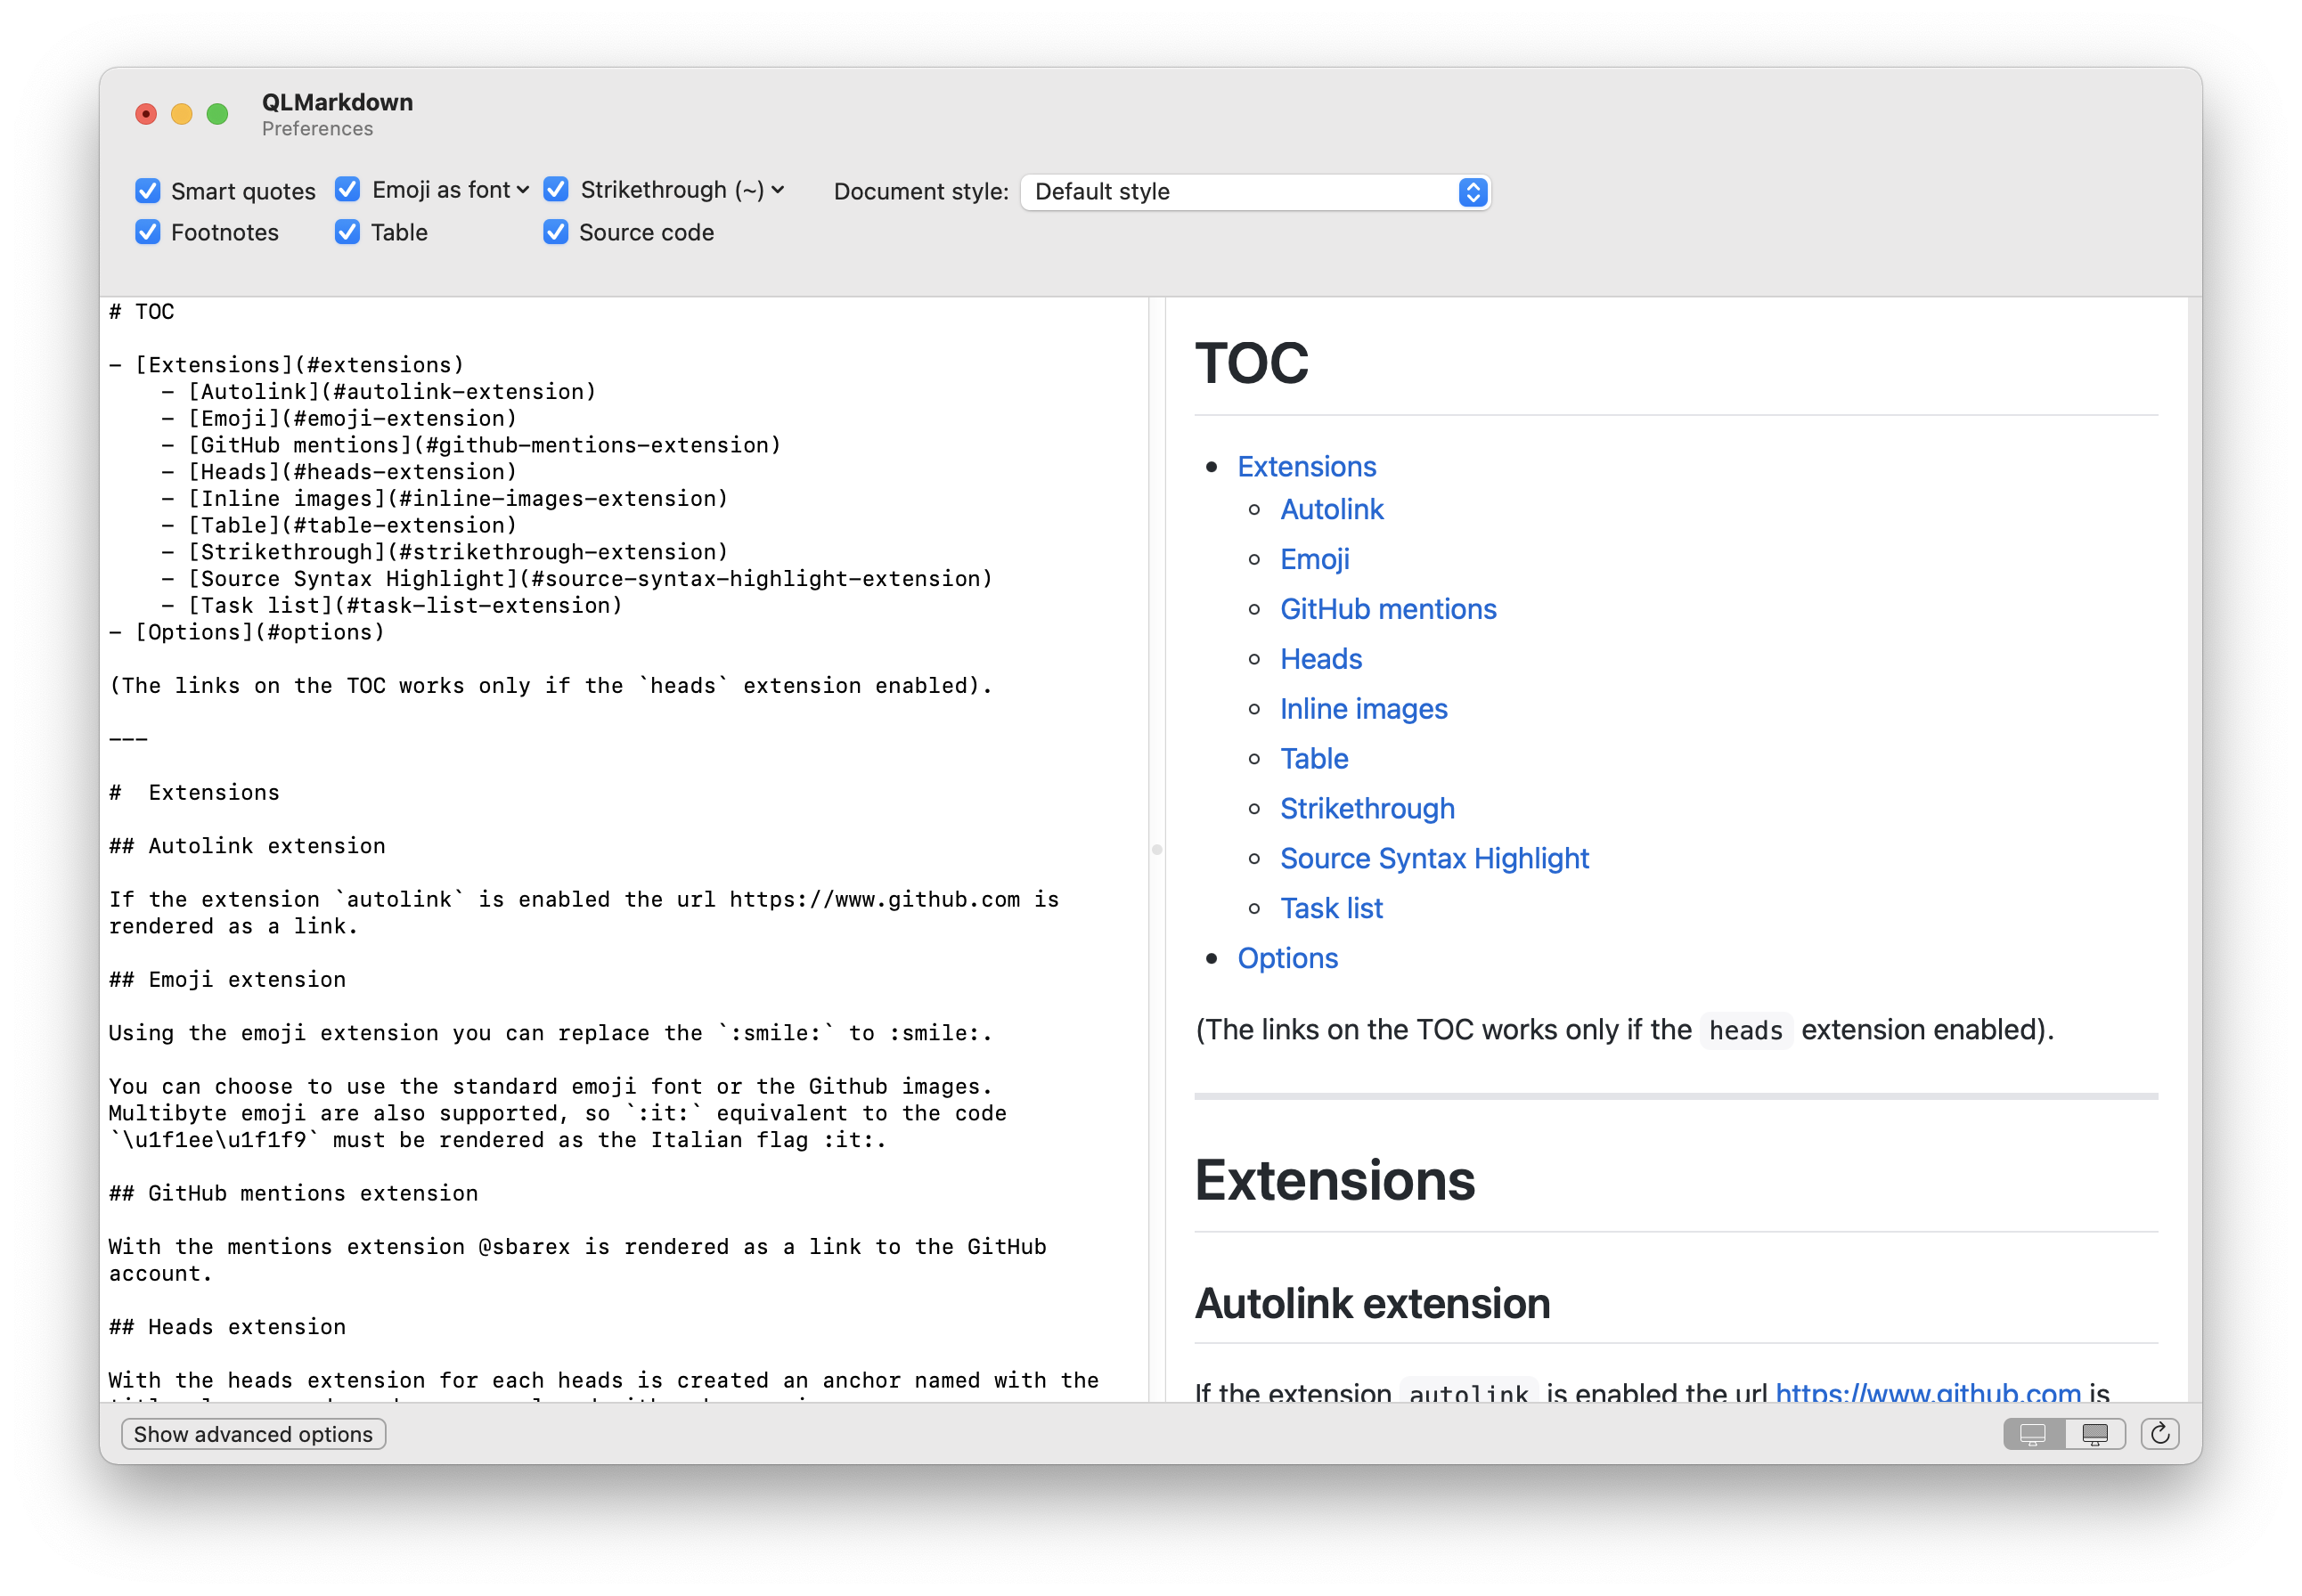 QLMarkdown
Preferences
Smart quotes Emoji as font Strikethrough (~) Document style: Default style
Footnotes Table Source code
# TOC
- [Extensions](#extensions)
    - [Autolink](#autolink-extension)
    - [Emoji](#emoji-extension)
    - [GitHub mentions](#github-mentions-extension)
    - [Heads](#heads-extension)
    - [Inline images](#inline-images-extension)
    - [Table](#table-extension)
    - [Strikethrough](#strikethrough-extension)
    - [Source Syntax Highlight](#source-syntax-highlight-extension)
    - [Task list](#task-list-extension)
- [Options](#options)
(The links on the TOC works only if the `heads` extension enabled).
---
#  Extensions
## Autolink extension
If the extension `autolink` is enabled the url https://www.github.com is
rendered as a link.
## Emoji extension
Using the emoji extension you can replace the `:smile:` to :smile:.
You can choose to use the standard emoji font or the Github images.
Multibyte emoji are also supported, so `:it:` equivalent to the code
`\u1f1ee\u1f1f9` must be rendered as the Italian flag :it:.
## GitHub mentions extension
With the mentions extension @sbarex is rendered as a link to the GitHub
account.
## Heads extension
With the heads extension for each heads is created an anchor named with the
TOC
Extensions
Autolink
Emoji
GitHub mentions
Heads
Inline images
Table
Strikethrough
Source Syntax Highlight
Task list
Options
(The links on the TOC works only if the heads extension enabled).
Extensions
Autolink extension
If the extension autolink is enabled the url https://www.github.com is
Show advanced options